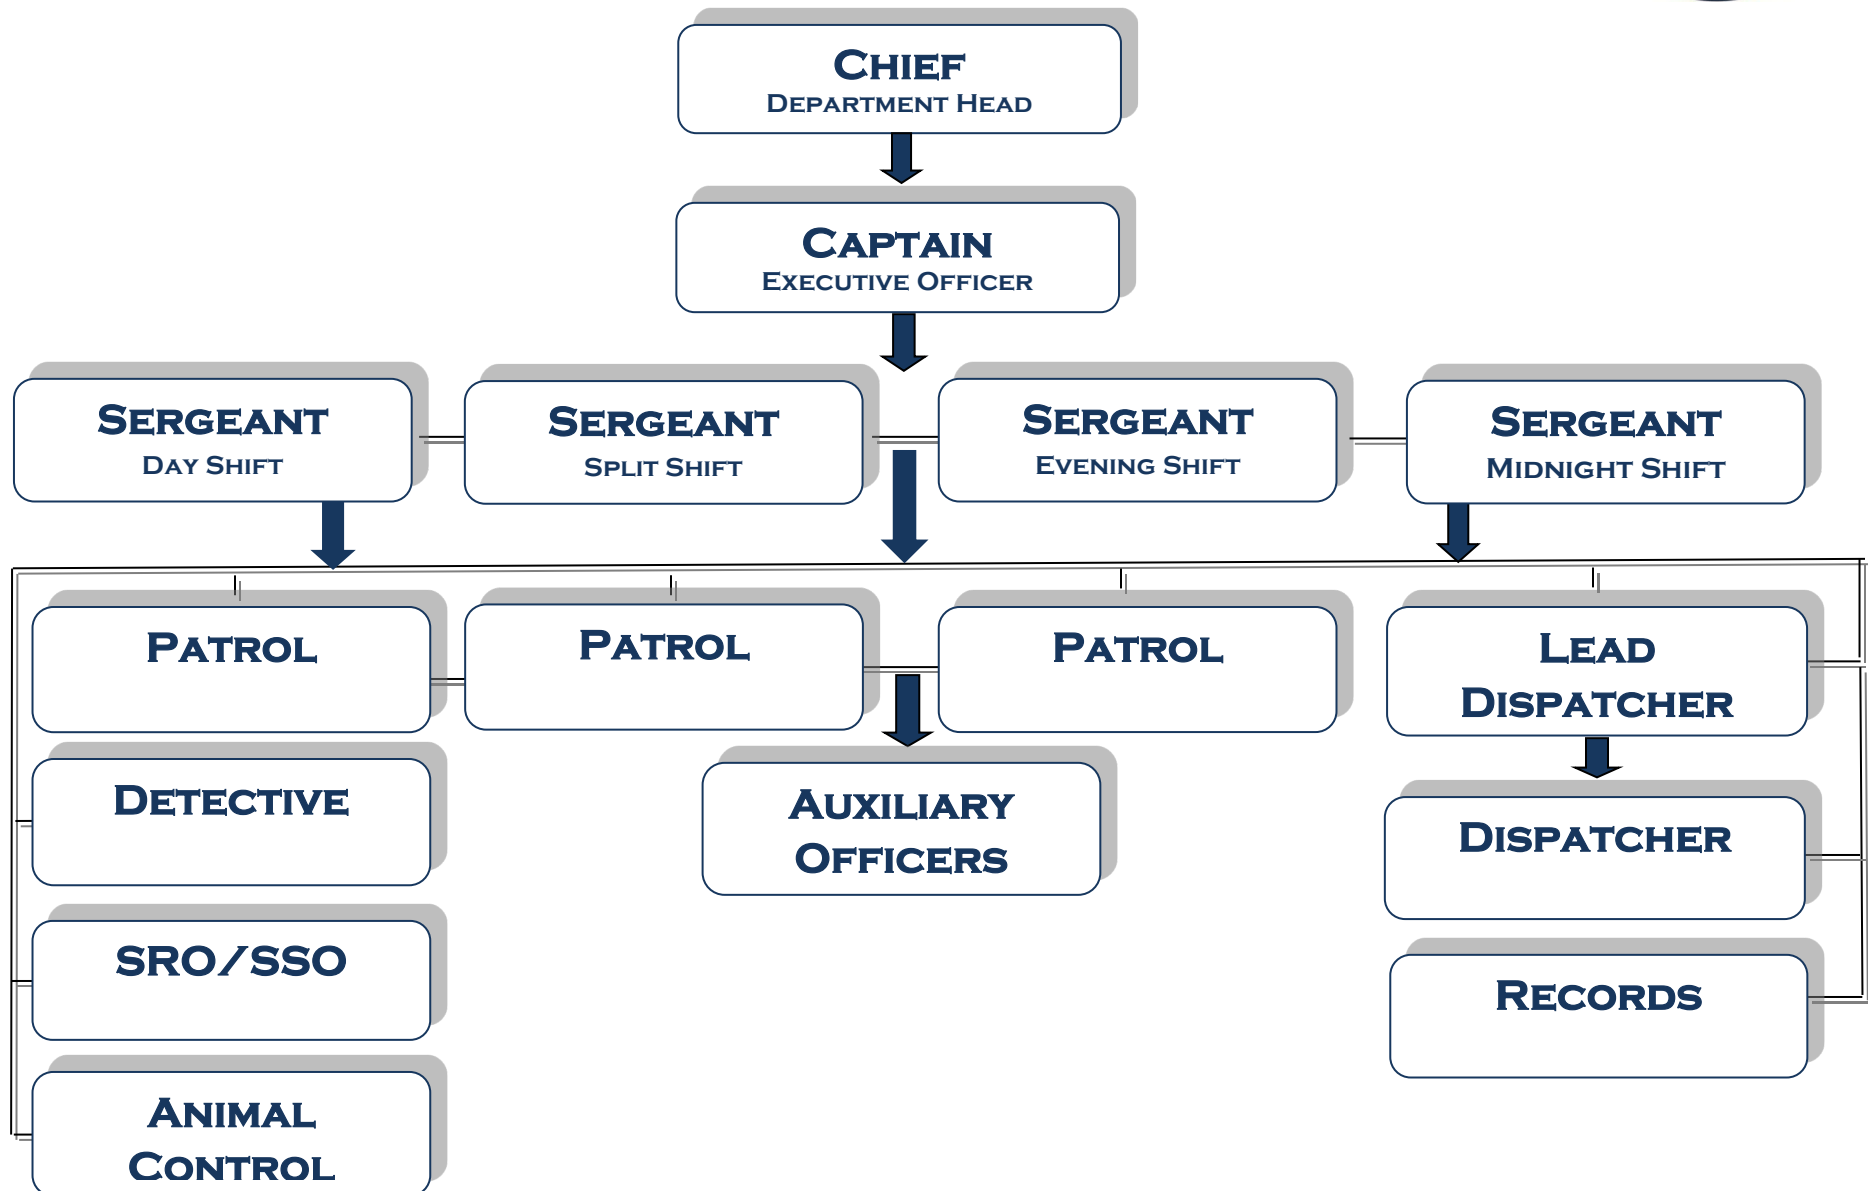 CHIEF
DEPARTMENT HEAD
CAPTAIN
EXECUTIVE OFFICER
SERGEANT
DAY SHIFT
SERGEANT
SPLIT SHIFT
SERGEANT
EVENING SHIFT
SERGEANT
MIDNIGHT SHIFT
PATROL
PATROL
PATROL
LEAD
DISPATCHER
DETECTIVE
AUXILIARY
OFFICERS
DISPATCHER
SRO/SSO
RECORDS
ANIMAL
CONTROL